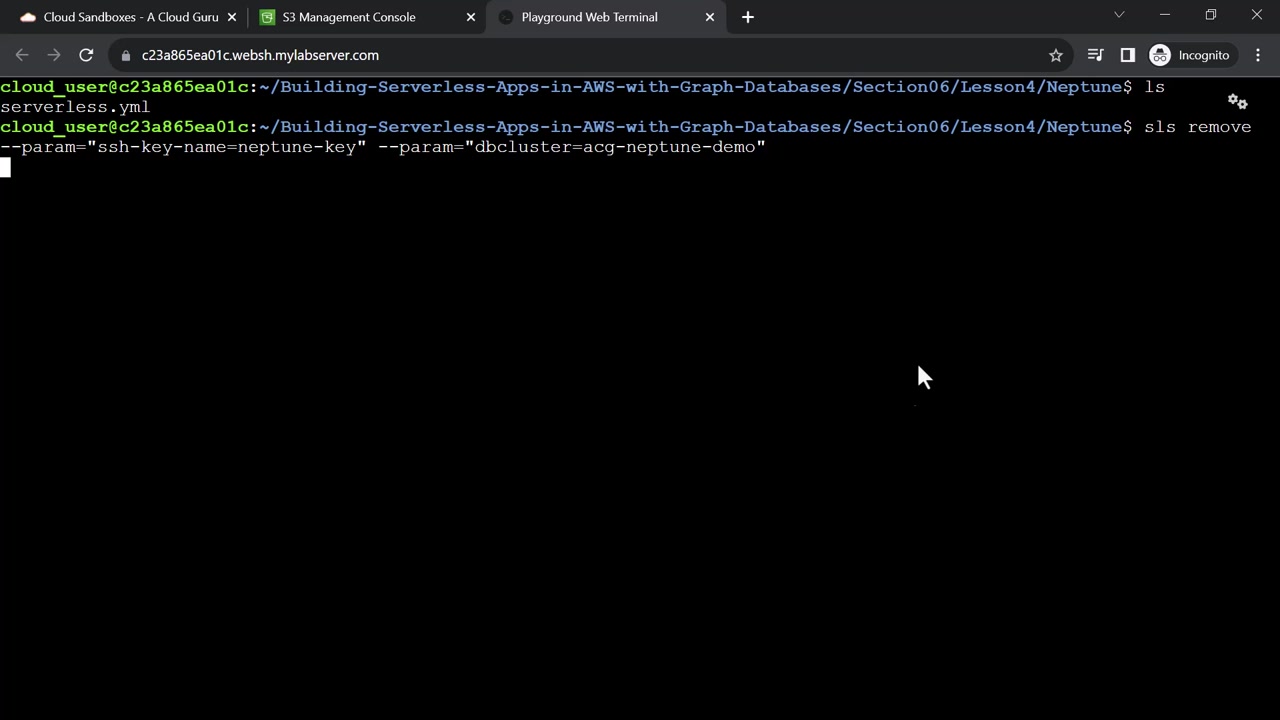 Cloud Sandboxes - A Cloud Guru
S3 Management Console
Playground Web Terminal
c23a865ea01c.websh.mylabserver.com
Incognito
cloud_user@c23a865ea01c:~/Building-Serverless-Apps-in-AWS-with-Graph-Databases/Section06/Lesson4/Neptune$ ls
serverless.yml
cloud_user@c23a865ea01c:~/Building-Serverless-Apps-in-AWS-with-Graph-Databases/Section06/Lesson4/Neptune$ sls remove
--param="ssh-key-name=neptune-key" --param="dbcluster=acg-neptune-demo"